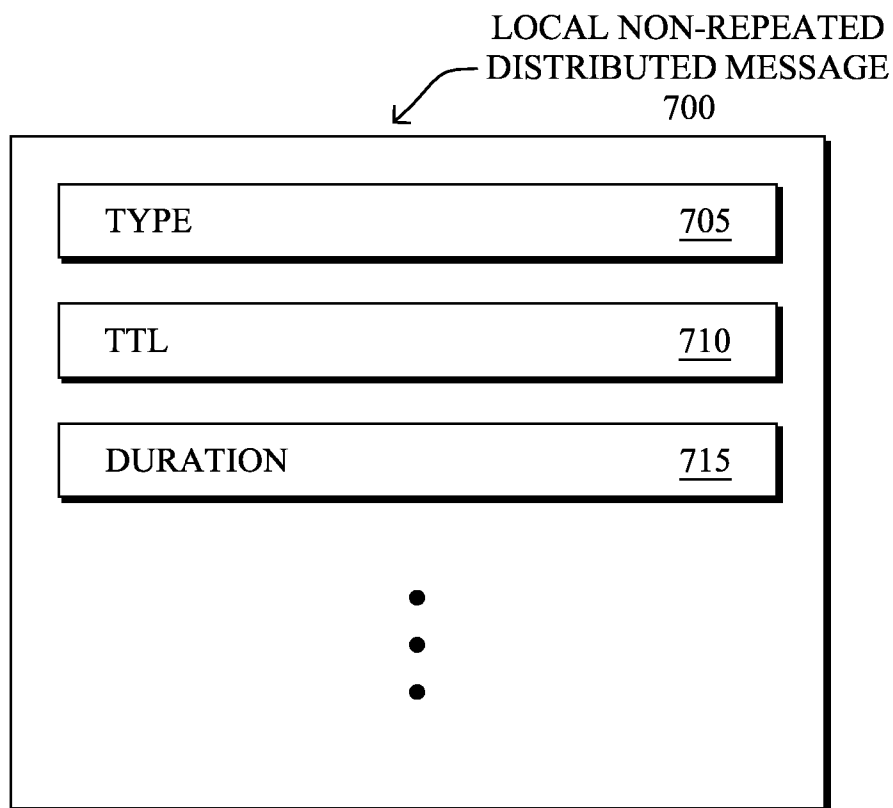 LOCAL NON-REPEATED
DISTRIBUTED MESSAGE
700
TYPE 705
TTL 710
DURATION 715